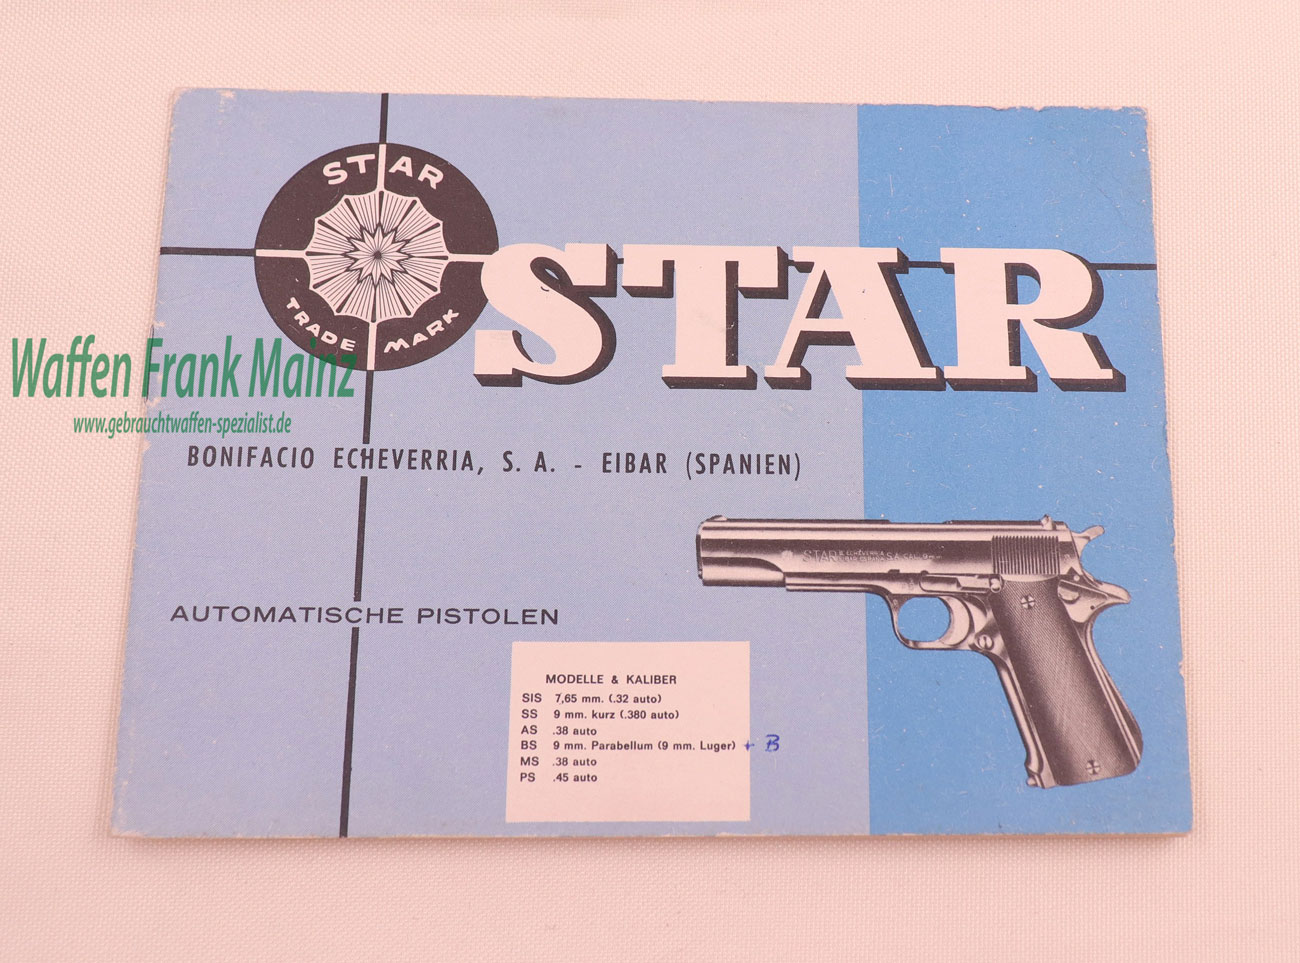 STAR
TRADE MARK
STAR
Waffen Frank Mainz
www.gebrauchtwaffen-spezialist.de
BONIFACIO ECHEVERRIA, S. A. - EIBAR (SPANIEN)
AUTOMATISCHE PISTOLEN
MODELLE & KALIBER
SIS 7,65 mm. (.32 auto)
SS 9 mm. kurz (.380 auto)
AS .38 auto
BS 9 mm. Parabellum (9 mm. Luger) + B
MS .38 auto
PS .45 auto
STAR B. ECHEVERRIA